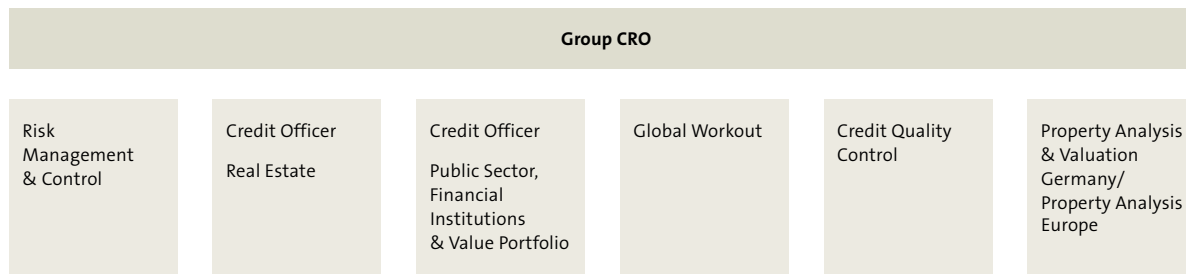 Group CRO
Risk
Management
& Control
Credit Officer
Real Estate
Credit Officer
Public Sector,
Financial
Institutions
& Value Portfolio
Global Workout
Credit Quality
Control
Property Analysis
& Valuation
Germany/
Property Analysis
Europe